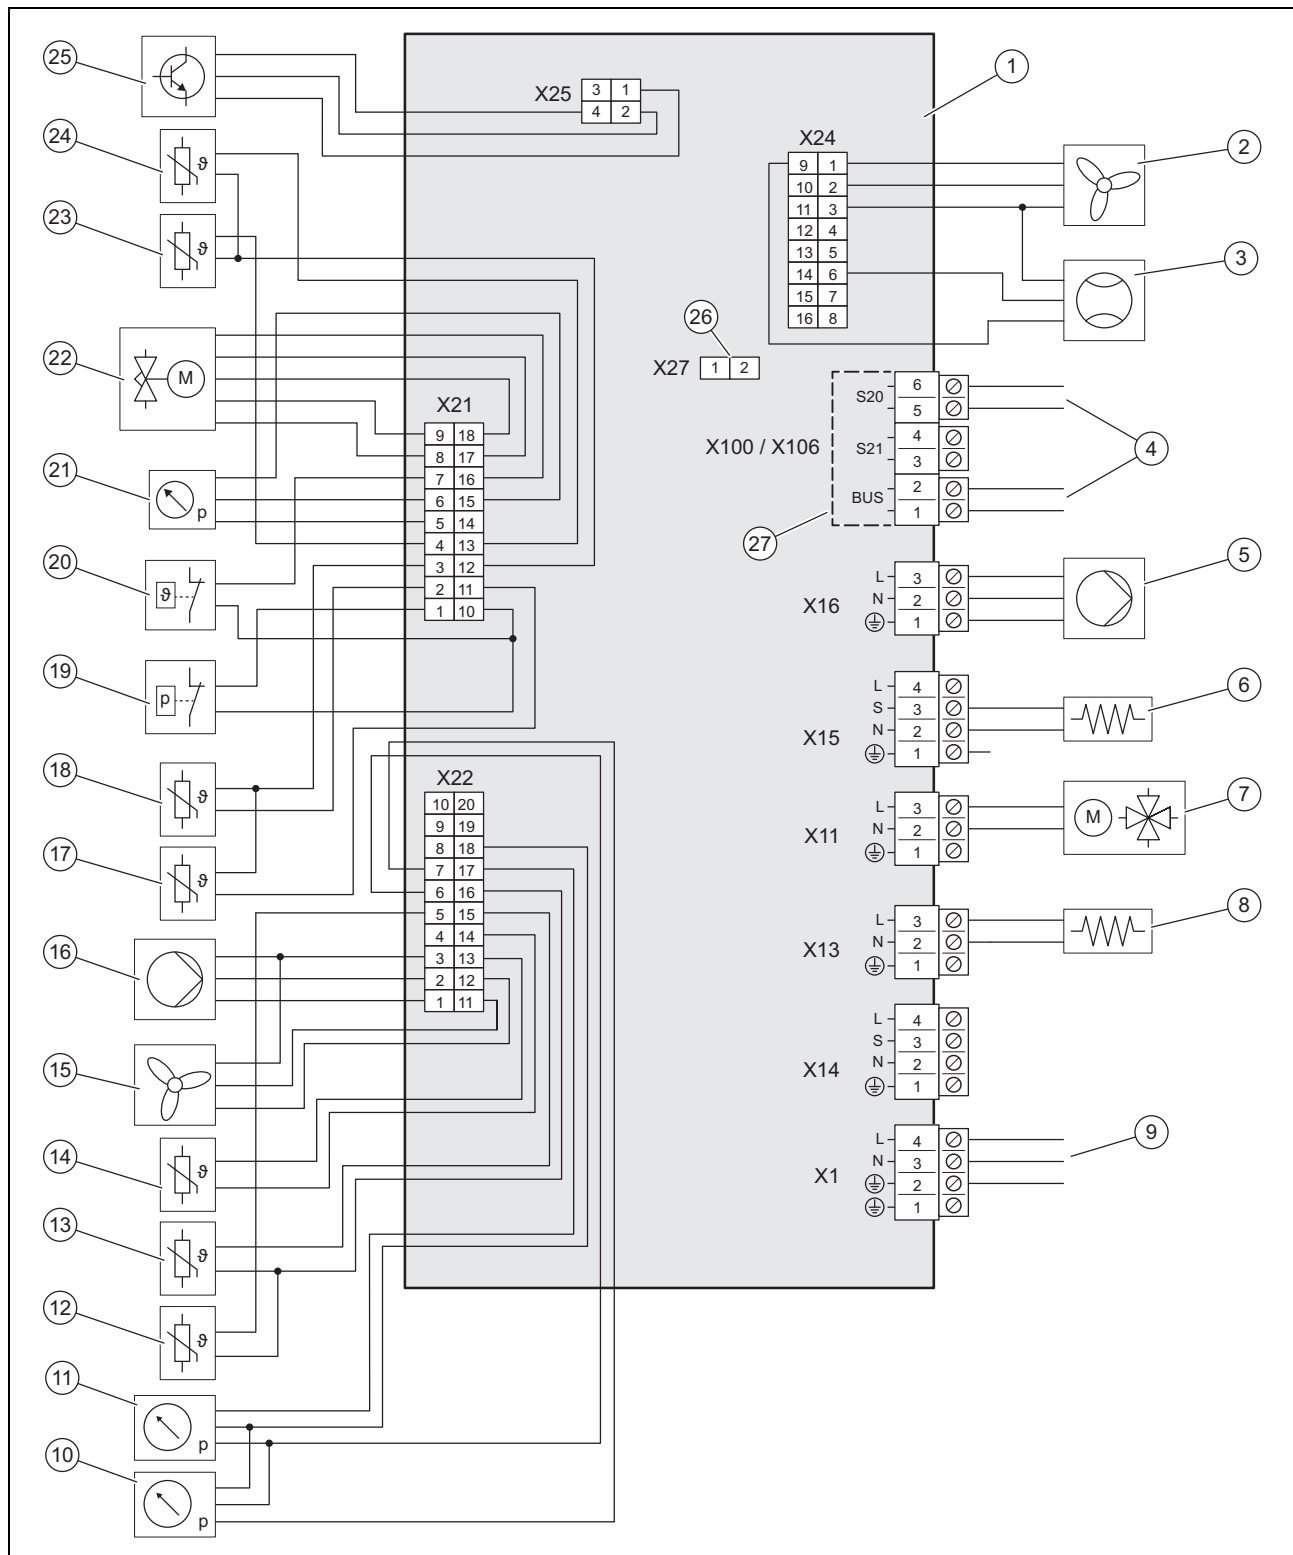 25
X25
3 1
4 2
1
24
ϑ
X24
9 1
10 2
11 3
12 4
13 5
14 6
15 7
16 8
2
23
ϑ
3
26
X27
1 2
22
M
X21
9 18
8 17
7 16
6 15
5 14
4 13
3 12
2 11
1 10
X100 / X106
S20
6
5
S21
4
3
BUS
2
1
4
27
21
p
20
ϑ
X16
L 3
N 2
1
5
19
p
X15
L 4
S 3
N 2
1
6
18
ϑ
X22
10 20
9 19
8 18
7 17
6 16
5 15
4 14
3 13
2 12
1 11
X11
L 3
N 2
1
M
7
17
ϑ
X13
L 3
N 2
1
8
16
X14
L 4
S 3
N 2
1
15
X1
L 4
N 3
2
1
9
14
ϑ
13
ϑ
12
ϑ
11
p
10
p